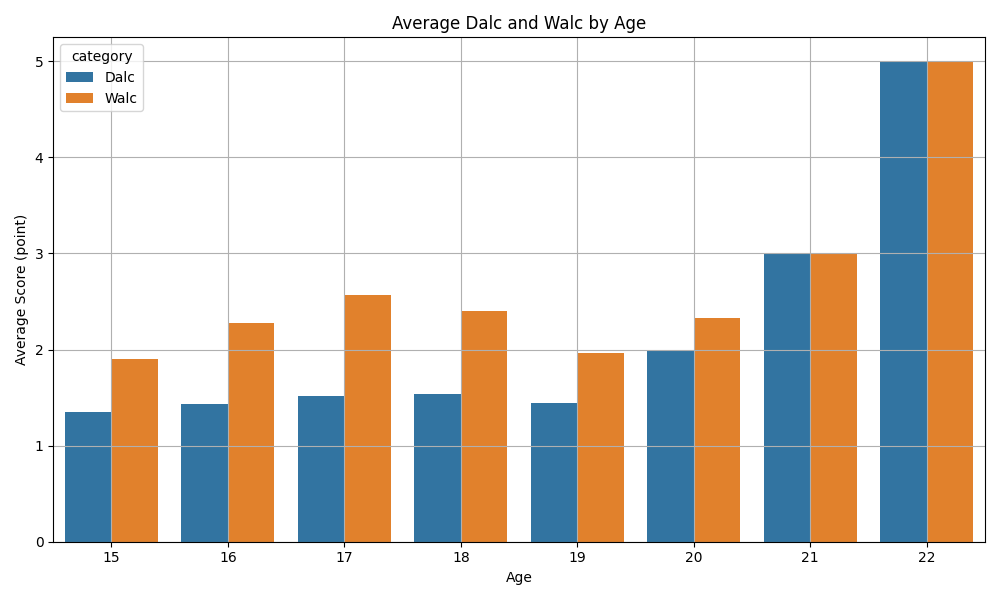 Average Dalc and Walc by Age
category
Dalc
Walc
Average Score (point)
5
4
3
2
1
0
15 16 17 18 19 20 21 22
Age